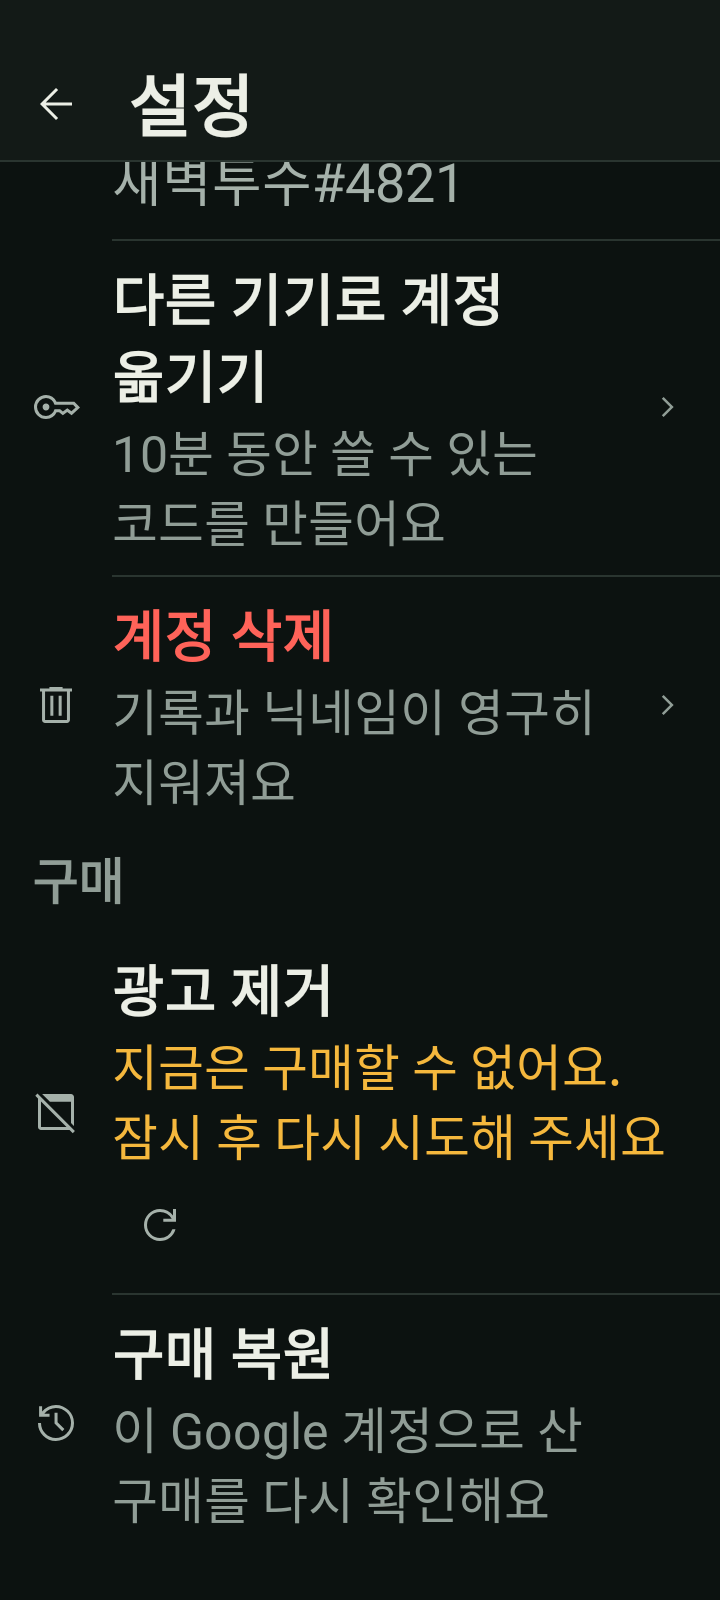 설정
새벽투수#4821
다른 기기로 계정
옮기기
10분 동안 쓸 수 있는
코드를 만들어요
계정 삭제
기록과 닉네임이 영구히
지워져요
구매
광고 제거
지금은 구매할 수 없어요.
잠시 후 다시 시도해 주세요
구매 복원
이 Google 계정으로 산
구매를 다시 확인해요